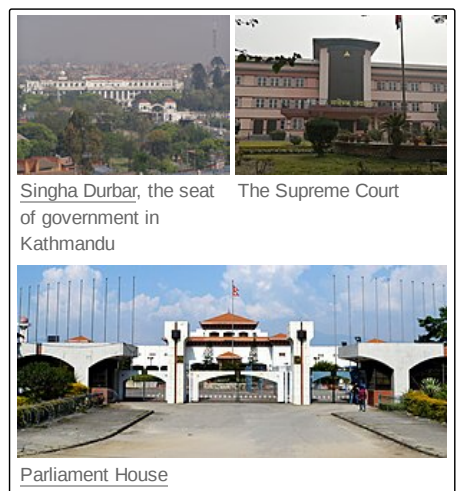 Singha Durbar, the seat
of government in
Kathmandu
The Supreme Court
Parliament House